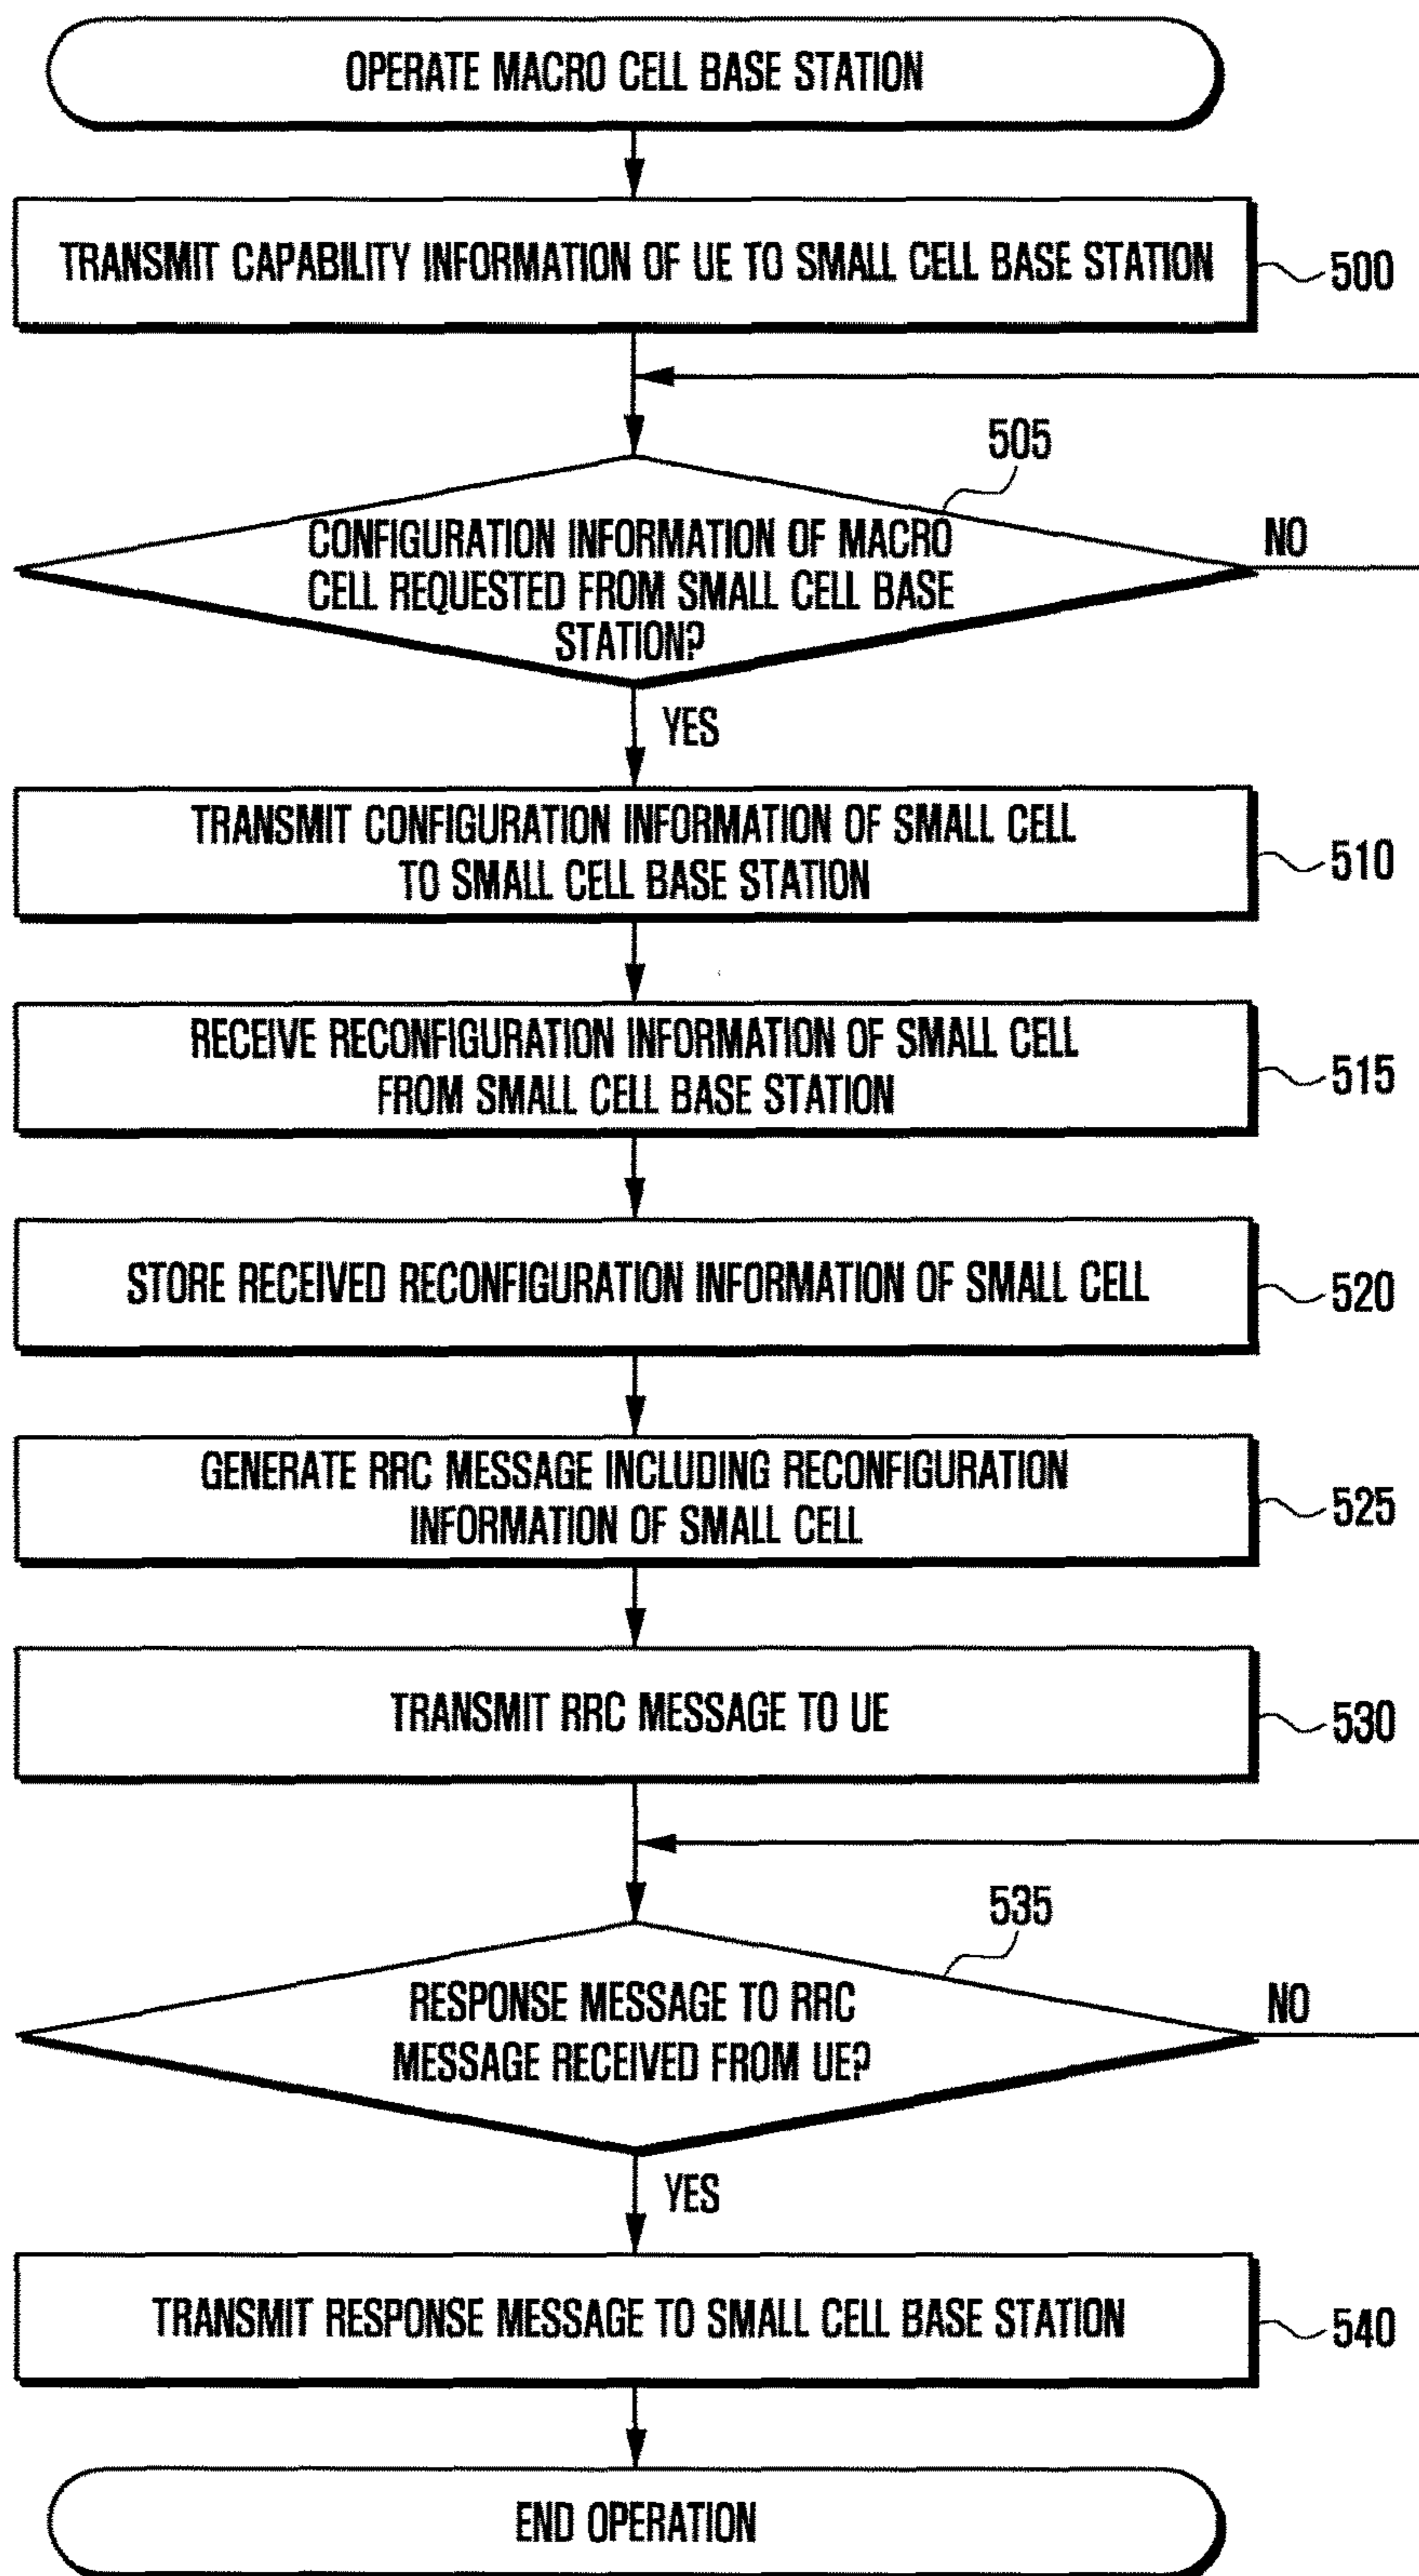 OPERATE MACRO CELL BASE STATION
TRANSMIT CAPABILITY INFORMATION OF UE TO SMALL CELL BASE STATION
500
505
CONFIGURATION INFORMATION OF MACRO
CELL REQUESTED FROM SMALL CELL BASE
STATION?
NO
YES
TRANSMIT CONFIGURATION INFORMATION OF SMALL CELL
TO SMALL CELL BASE STATION
510
RECEIVE RECONFIGURATION INFORMATION OF SMALL CELL
FROM SMALL CELL BASE STATION
515
STORE RECEIVED RECONFIGURATION INFORMATION OF SMALL CELL
520
GENERATE RRC MESSAGE INCLUDING RECONFIGURATION
INFORMATION OF SMALL CELL
525
TRANSMIT RRC MESSAGE TO UE
530
535
RESPONSE MESSAGE TO RRC
MESSAGE RECEIVED FROM UE?
NO
YES
TRANSMIT RESPONSE MESSAGE TO SMALL CELL BASE STATION
540
END OPERATION